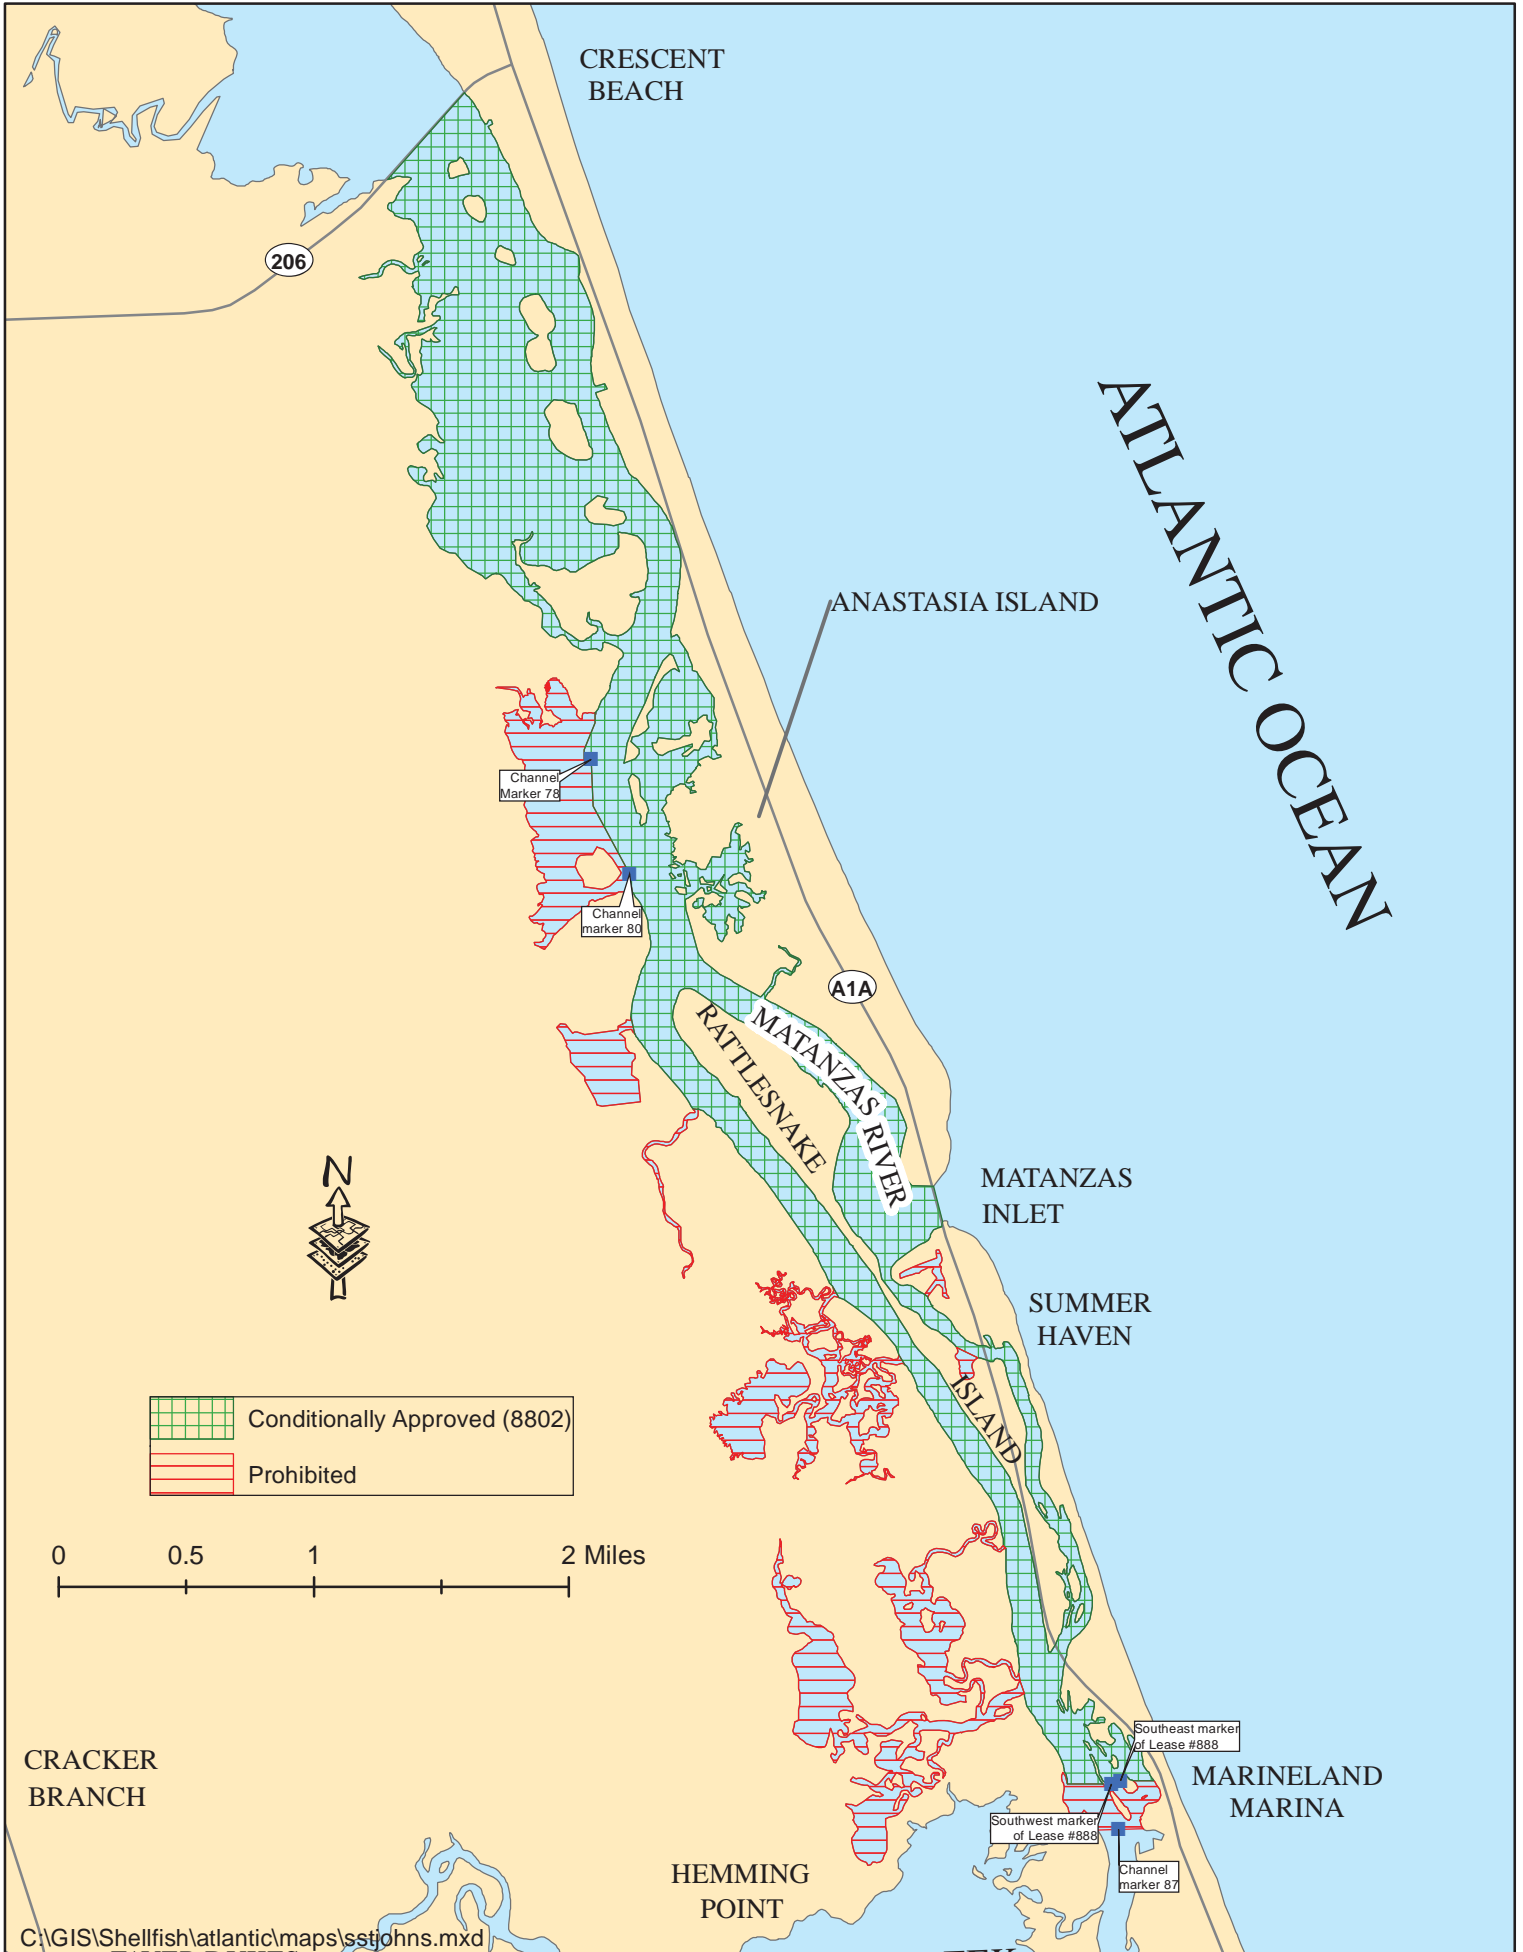 CRESCENT
BEACH
206
ATLANTIC OCEAN
ANASTASIA ISLAND
Channel
Marker 78
Channel
marker 80
A1A
MATANZAS RIVER
RATTLESNAKE
ISLAND
N
MATANZAS
INLET
SUMMER
HAVEN
Conditionally Approved (8802)
Prohibited
0 0.5 1 2 Miles
Southeast marker
of Lease #888
CRACKER
BRANCH
MARINELAND
MARINA
Southwest marker
of Lease #888
HEMMING
POINT
Channel
marker 87
C:\GIS\Shellfish\atlantic\maps\sstjohns.mxd